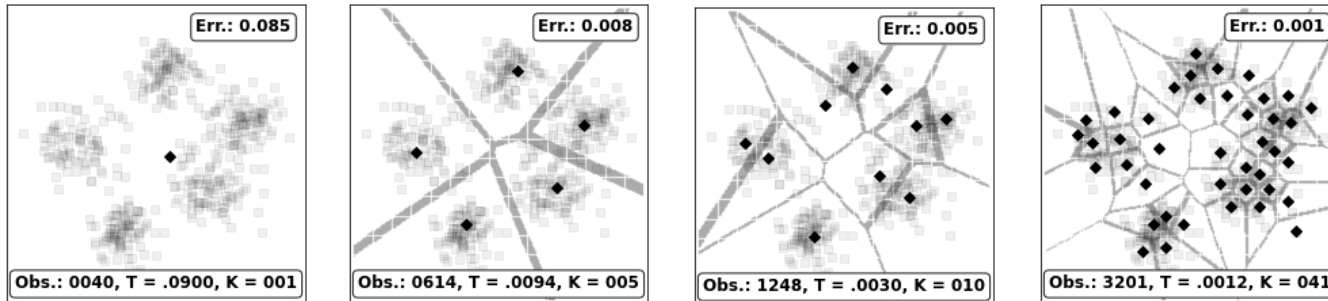 Err.: 0.085
Obs.: 0040, T = .0900, K = 001
Err.: 0.008
Obs.: 0614, T = .0094, K = 005
Err.: 0.005
Obs.: 1248, T = .0030, K = 010
Err.: 0.001
Obs.: 3201, T = .0012, K = 041